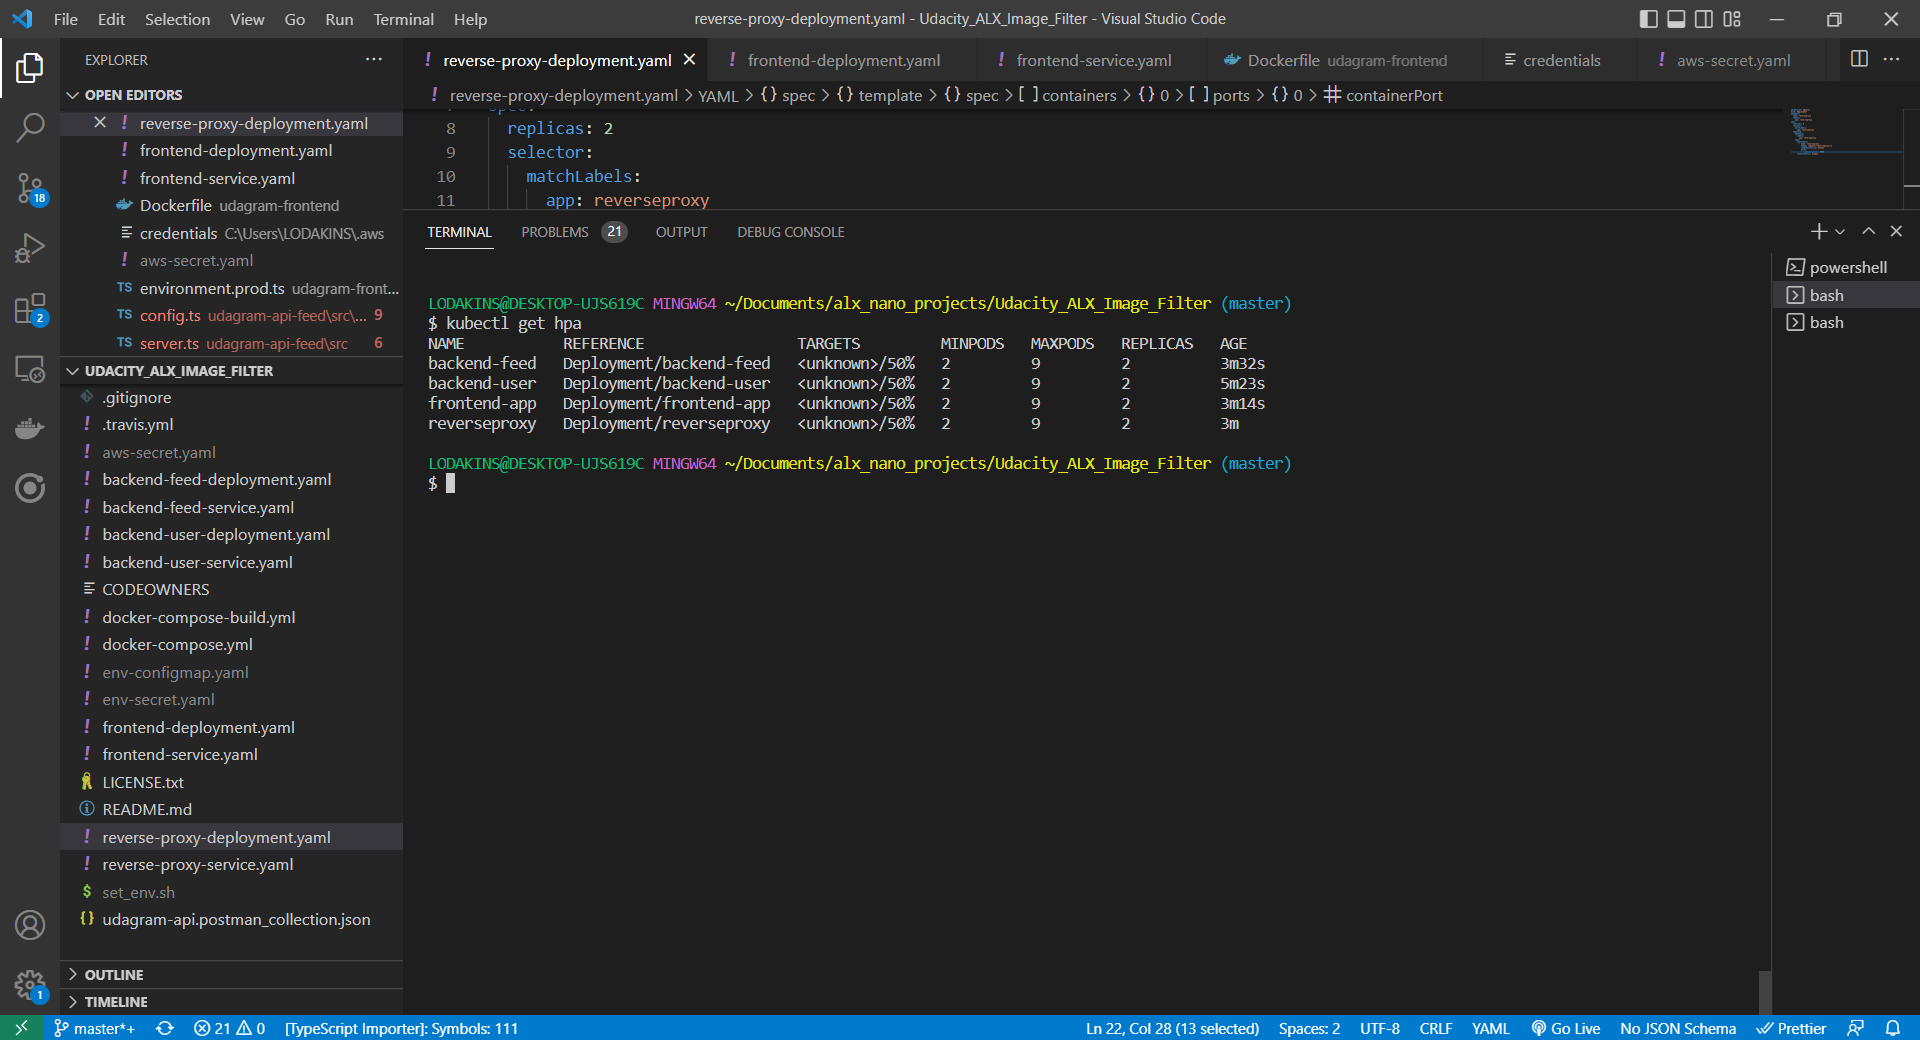 File Edit Selection View Go Run Terminal Help
reverse-proxy-deployment.yaml - Udacity_ALX_Image_Filter - Visual Studio Code
EXPLORER
OPEN EDITORS
reverse-proxy-deployment.yaml
frontend-deployment.yaml
frontend-service.yaml
Dockerfile udagram-frontend
credentials C:\Users\LODAKINS\.aws
aws-secret.yaml
TS environment.prod.ts udagram-front...
TS config.ts udagram-api-feed\src\... 9
TS server.ts udagram-api-feed\src 6
UDACITY_ALX_IMAGE_FILTER
.gitignore
.travis.yml
aws-secret.yaml
backend-feed-deployment.yaml
backend-feed-service.yaml
backend-user-deployment.yaml
backend-user-service.yaml
CODEOWNERS
docker-compose-build.yml
docker-compose.yml
env-configmap.yaml
env-secret.yaml
frontend-deployment.yaml
frontend-service.yaml
LICENSE.txt
README.md
reverse-proxy-deployment.yaml
reverse-proxy-service.yaml
$ set_env.sh
{} udagram-api.postman_collection.json
OUTLINE
TIMELINE
18
2
1
reverse-proxy-deployment.yaml frontend-deployment.yaml frontend-service.yaml Dockerfile udagram-frontend credentials aws-secret.yaml
! reverse-proxy-deployment.yaml > YAML > {} spec > {} template > {} spec > [ ] containers > {} 0 > [ ] ports > {} 0 > # containerPort
spec:
8 replicas: 2
9 selector:
10 matchLabels:
11 app: reverseproxy
TERMINAL PROBLEMS 21 OUTPUT DEBUG CONSOLE
LODAKINS@DESKTOP-UJS619C MINGW64 ~/Documents/alx_nano_projects/Udacity_ALX_Image_Filter (master)
$ kubectl get hpa
NAME REFERENCE TARGETS MINPODS MAXPODS REPLICAS AGE
backend-feed Deployment/backend-feed <unknown>/50% 2 9 2 3m32s
backend-user Deployment/backend-user <unknown>/50% 2 9 2 5m23s
frontend-app Deployment/frontend-app <unknown>/50% 2 9 2 3m14s
reverseproxy Deployment/reverseproxy <unknown>/50% 2 9 2 3m
LODAKINS@DESKTOP-UJS619C MINGW64 ~/Documents/alx_nano_projects/Udacity_ALX_Image_Filter (master)
$
powershell
bash
bash
master*+ 21 0 [TypeScript Importer]: Symbols: 111
Ln 22, Col 28 (13 selected) Spaces: 2 UTF-8 CRLF YAML Go Live No JSON Schema Prettier